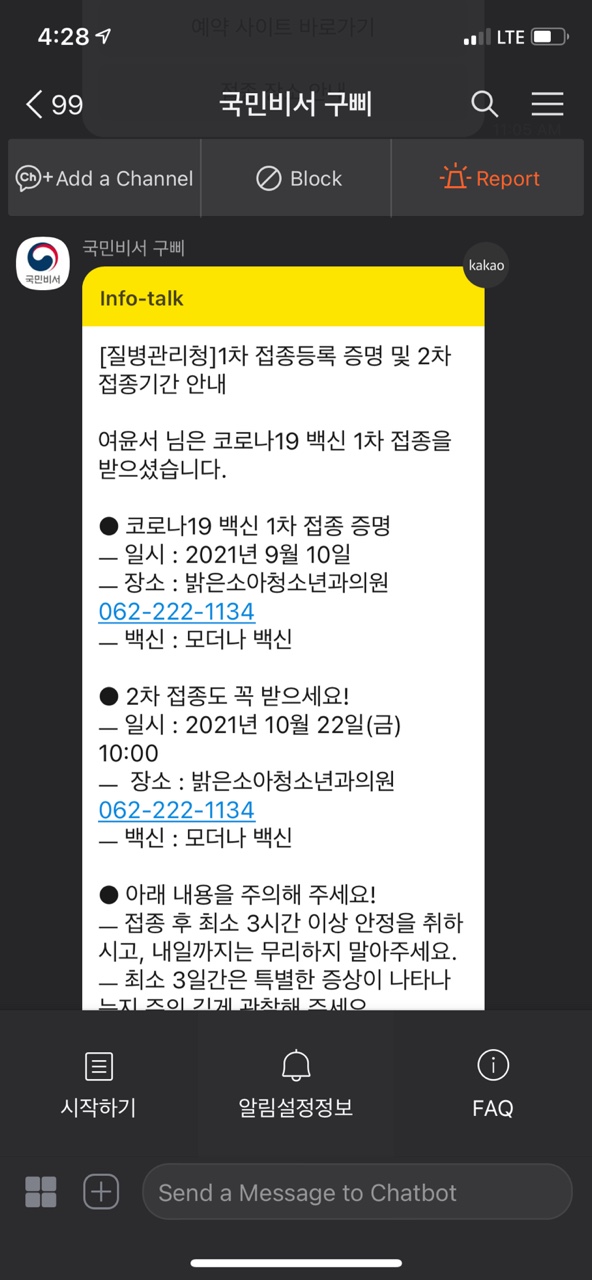 4:28
LTE
예약 사이트 바로가기
99
국민비서 구삐
Ch+ Add a Channel
Block
Report
국민비서
국민비서 구삐
kakao
Info-talk
[질병관리청]1차 접종등록 증명 및 2차
접종기간 안내
여윤서 님은 코로나19 백신 1차 접종을
받으셨습니다.
● 코로나19 백신 1차 접종 증명
– 일시 : 2021년 9월 10일
– 장소 : 밝은소아청소년과의원
062-222-1134
– 백신 : 모더나 백신
● 2차 접종도 꼭 받으세요!
– 일시 : 2021년 10월 22일(금)
10:00
– 장소 : 밝은소아청소년과의원
062-222-1134
– 백신 : 모더나 백신
● 아래 내용을 주의해 주세요!
– 접종 후 최소 3시간 이상 안정을 취하
시고, 내일까지는 무리하지 말아주세요.
– 최소 3일간은 특별한 증상이 나타나
는지 주의 깊게 관찰해 주세요
시작하기
알림설정정보
FAQ
Send a Message to Chatbot